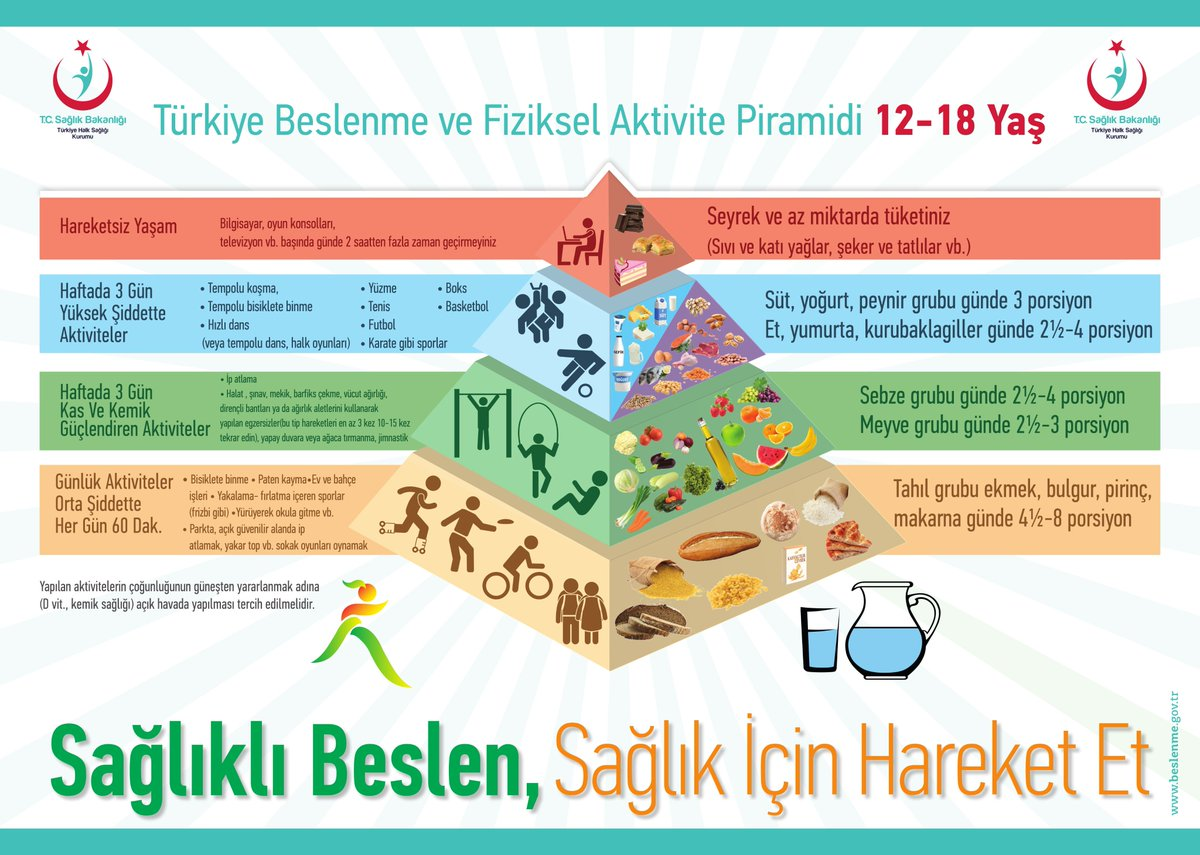 T.C. Sağlık Bakanlığı
Türkiye Halk Sağlığı
Kurumu
Türkiye Beslenme ve Fiziksel Aktivite Piramidi 12-18 Yaş
T.C. Sağlık Bakanlığı
Türkiye Halk Sağlığı
Kurumu
Hareketsiz Yaşam
Bilgisayar, oyun konsolları,
televizyon vb. başında günde 2 saatten fazla zaman geçirmeyiniz
Seyrek ve az miktarda tüketiniz
(Sıvı ve katı yağlar, şeker ve tatlılar vb.)
Haftada 3 Gün
Yüksek Şiddette
Aktiviteler
• Tempolu koşma,
• Tempolu bisiklete binme
• Hızlı dans
(veya tempolu dans, halk oyunları)
• Yüzme
• Tenis
• Futbol
• Karate gibi sporlar
• Boks
• Basketbol
Süt, yoğurt, peynir grubu günde 3 porsiyon
Et, yumurta, kurubaklagiller günde 2½-4 porsiyon
Haftada 3 Gün
Kas Ve Kemik
Güçlendiren Aktiviteler
• İp atlama
• Halat , şınav, mekik, barfiks çekme, vücut ağırlığı,
dirençli bantları ya da ağırlık aletlerini kullanarak
yapılan egzersizler(bu tip hareketleri en az 3 kez 10-15 kez
tekrar edin), yapay duvara veya ağaca tırmanma, jimnastik
Sebze grubu günde 2½-4 porsiyon
Meyve grubu günde 2½-3 porsiyon
Günlük Aktiviteler
Orta Şiddette
Her Gün 60 Dak.
• Bisiklete binme • Paten kayma•Ev ve bahçe
işleri • Yakalama- fırlatma içeren sporlar
(frizbi gibi) •Yürüyerek okula gitme vb.
• Parkta, açık güvenilir alanda ip
atlamak, yakar top vb. sokak oyunları oynamak
Tahıl grubu ekmek, bulgur, pirinç,
makarna günde 4½-8 porsiyon
Yapılan aktivitelerin çoğunluğunun güneşten yararlanmak adına
(D vit., kemik sağlığı) açık havada yapılması tercih edilmelidir.
Sağlıklı Beslen, Sağlık İçin Hareket Et
www.beslenme.gov.tr